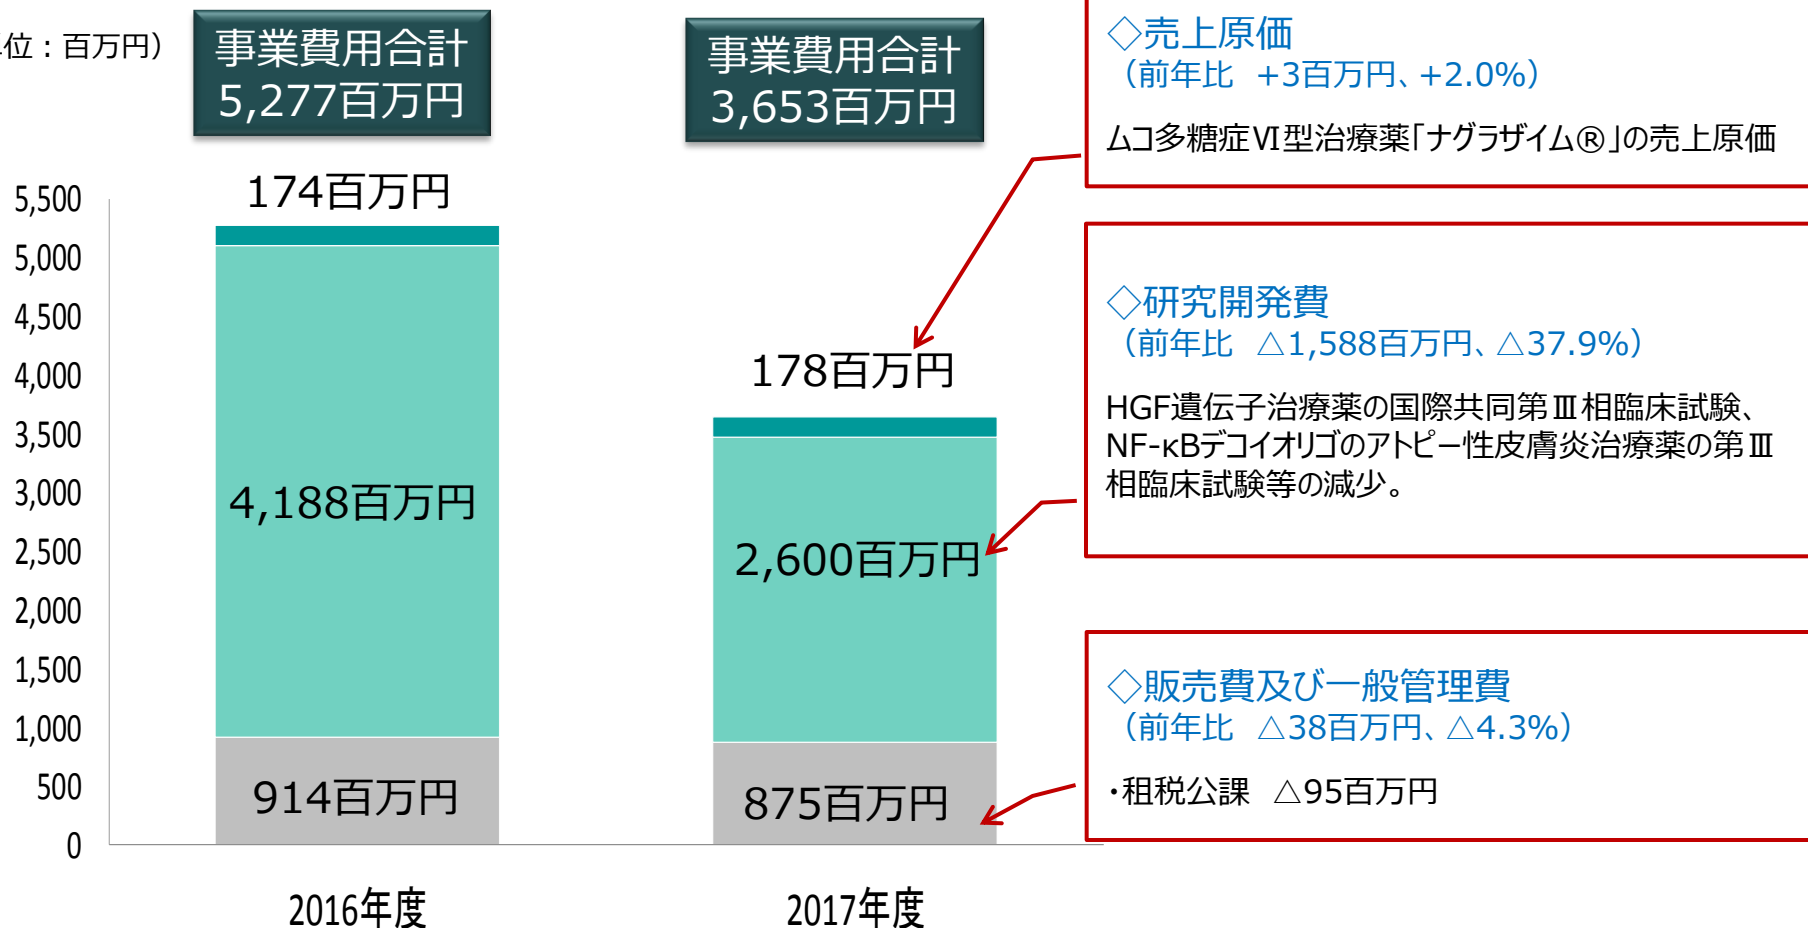 位：百万円）
事業費用合計
5,277百万円
事業費用合計
3,653百万円
174百万円
178百万円
5,500
5,000
4,500
4,000
3,500
3,000
2,500
2,000
1,500
1,000
500
0
4,188百万円
2,600百万円
914百万円
875百万円
2016年度
2017年度
◇売上原価
（前年比　+3百万円、+2.0%）
ムコ多糖症Ⅵ型治療薬｢ナグラザイム®｣の売上原価
◇研究開発費
（前年比　△1,588百万円、△37.9%）
HGF遺伝子治療薬の国際共同第Ⅲ相臨床試験、
NF-κBデコイオリゴのアトピー性皮膚炎治療薬の第Ⅲ
相臨床試験等の減少。
◇販売費及び一般管理費
（前年比　△38百万円、△4.3%）
・租税公課　△95百万円